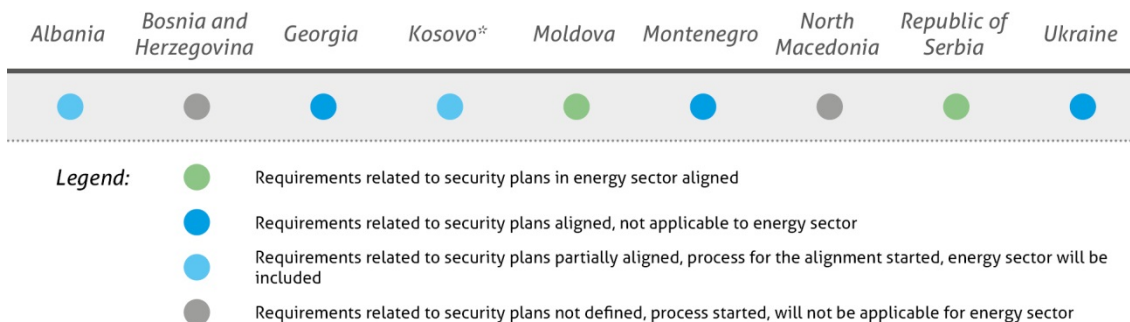 Albania
Bosnia and
Herzegovina
Georgia
Kosovo*
Moldova
Montenegro
North
Macedonia
Republic of
Serbia
Ukraine
Legend:
Requirements related to security plans in energy sector aligned
Requirements related to security plans aligned, not applicable to energy sector
Requirements related to security plans partially aligned, process for the alignment started, energy sector will be
included
Requirements related to security plans not defined, process started, will not be applicable for energy sector